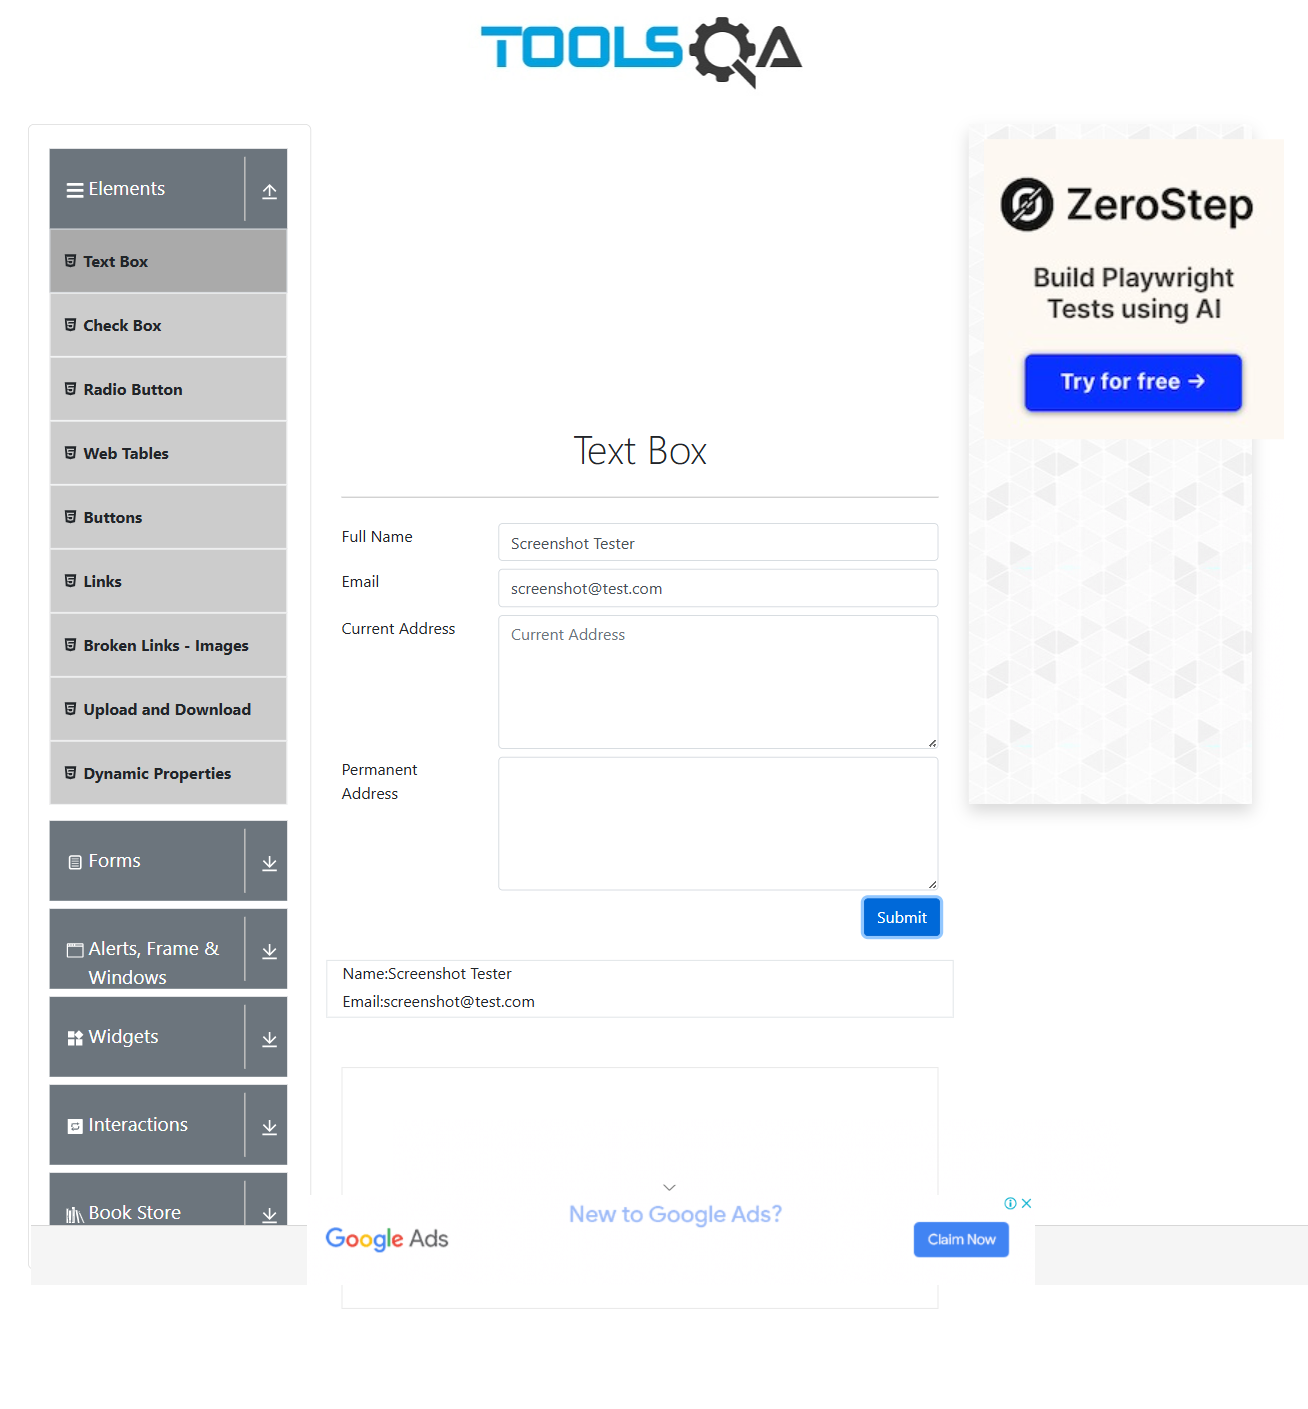 TOOLSQA
Elements
Text Box
Check Box
Radio Button
Web Tables
Buttons
Links
Broken Links - Images
Upload and Download
Dynamic Properties
Forms
Alerts, Frame &
Windows
Widgets
Interactions
Book Store
Text Box
Full Name
Screenshot Tester
Email
screenshot@test.com
Current Address
Current Address
Permanent
Address
Submit
Name:Screenshot Tester
Email:screenshot@test.com
ZeroStep
Build Playwright
Tests using AI
Try for free →
Google Ads
New to Google Ads?
Claim Now